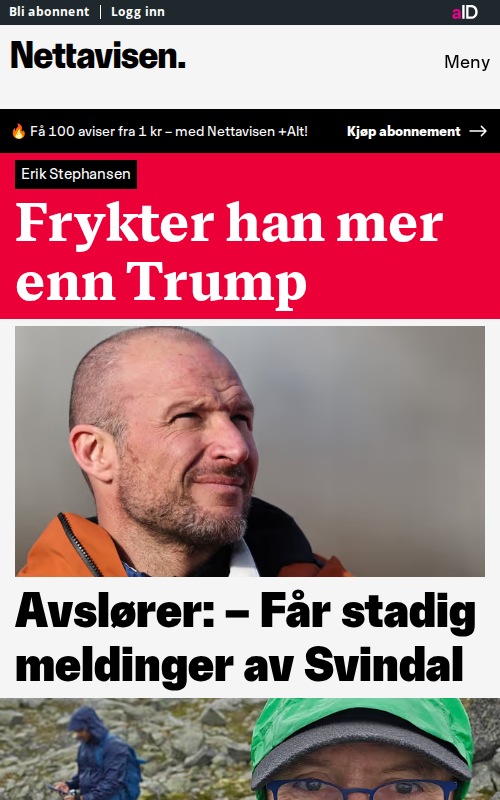 Bli abonnent | Logg inn
aID
Nettavisen.
Meny
🔥 Få 100 aviser fra 1 kr – med Nettavisen +Alt!
Kjøp abonnement →
Erik Stephansen
Frykter han mer
enn Trump
Avslører: – Får stadig
meldinger av Svindal